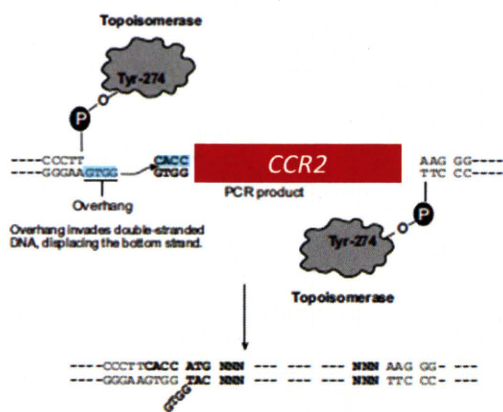 Topoisomerase
Tyr-274
O
P
----CCCTT
----GGGAAGTGG
CACC
GTGG
CCR2
AAG GG----
TTC CC----
PCR product
Overhang
Overhang invades double-stranded
DNA, displacing the bottom strand.
O
P
Tyr-274
Topoisomerase
----CCCTTCACC ATG NNN --- --- --- NNN AAG GG- ---
----GGGAAGTGG TAC NNN --- --- --- NNN TTC CC- ---
GTGG